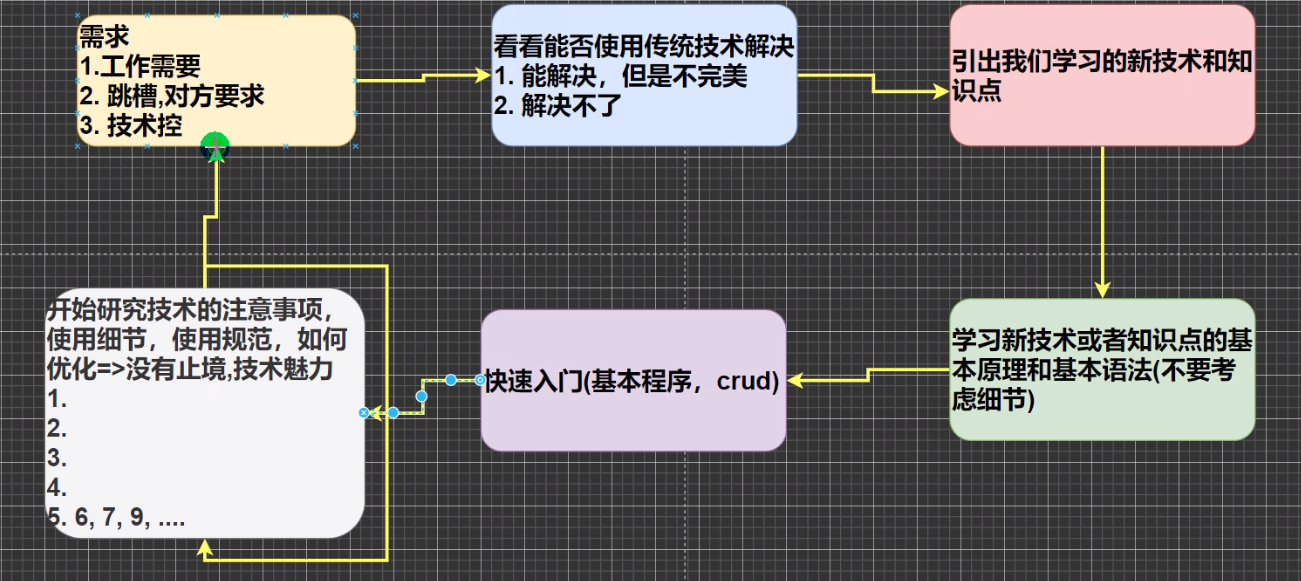 需求
1.工作需要
2. 跳槽,对方要求
3. 技术控
看看能否使用传统技术解决
1. 能解决，但是不完美
2. 解决不了
引出我们学习的新技术和知
识点
学习新技术或者知识点的基
本原理和基本语法(不要考
虑细节)
快速入门(基本程序，crud)
开始研究技术的注意事项，
使用细节，使用规范，如何
优化=>没有止境,技术魅力
1.
2.
3.
4.
5. 6, 7, 9, ....